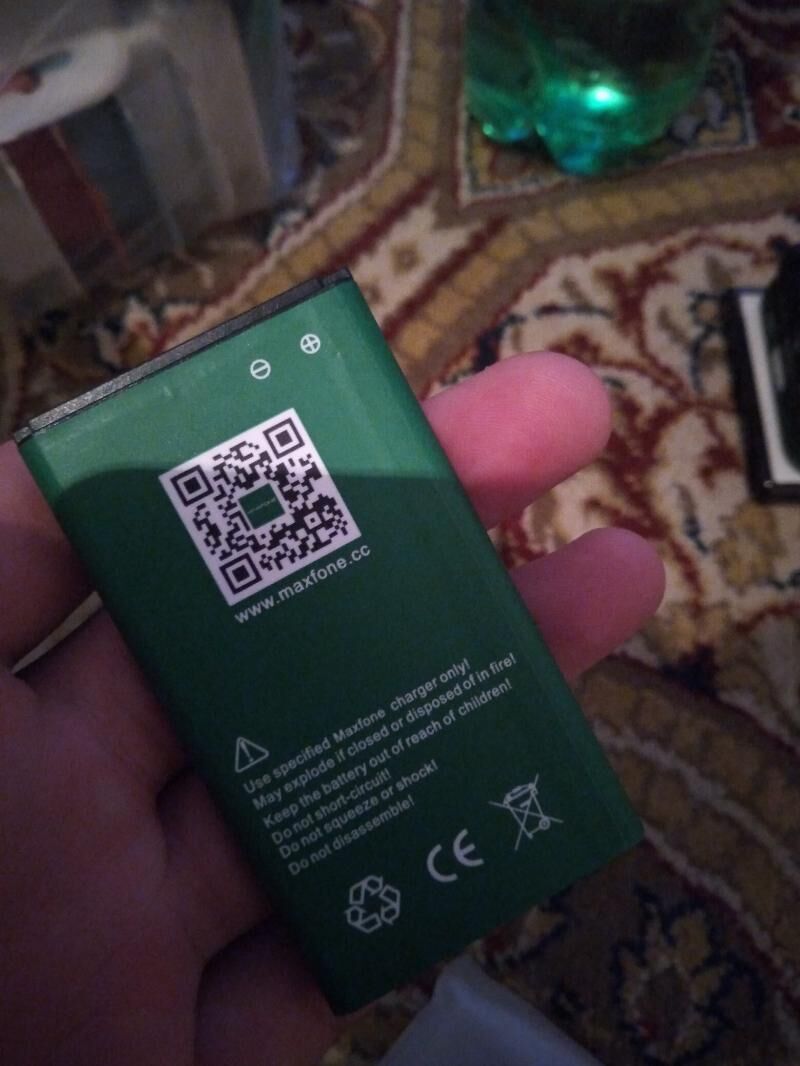 www.maxfone.cc
Use specified Maxfone charger only!
May explode if closed or disposed of in fire!
Keep the battery out of reach of children!
Do not short-circuit!
Do not squeeze or shock!
Do not disassemble!
CE